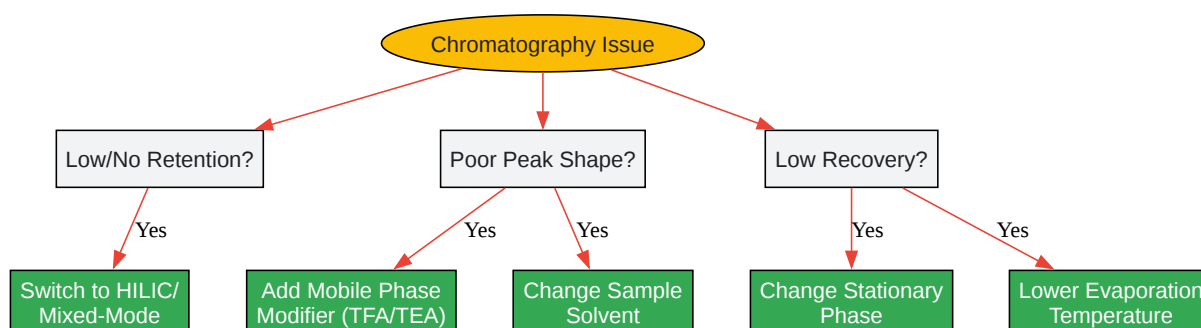 Chromatography Issue
Low/No Retention?
Poor Peak Shape?
Low Recovery?
Yes
Yes
Yes
Yes
Yes
Switch to HILIC/
Mixed-Mode
Add Mobile Phase
Modifier (TFA/TEA)
Change Sample
Solvent
Change Stationary
Phase
Lower Evaporation
Temperature